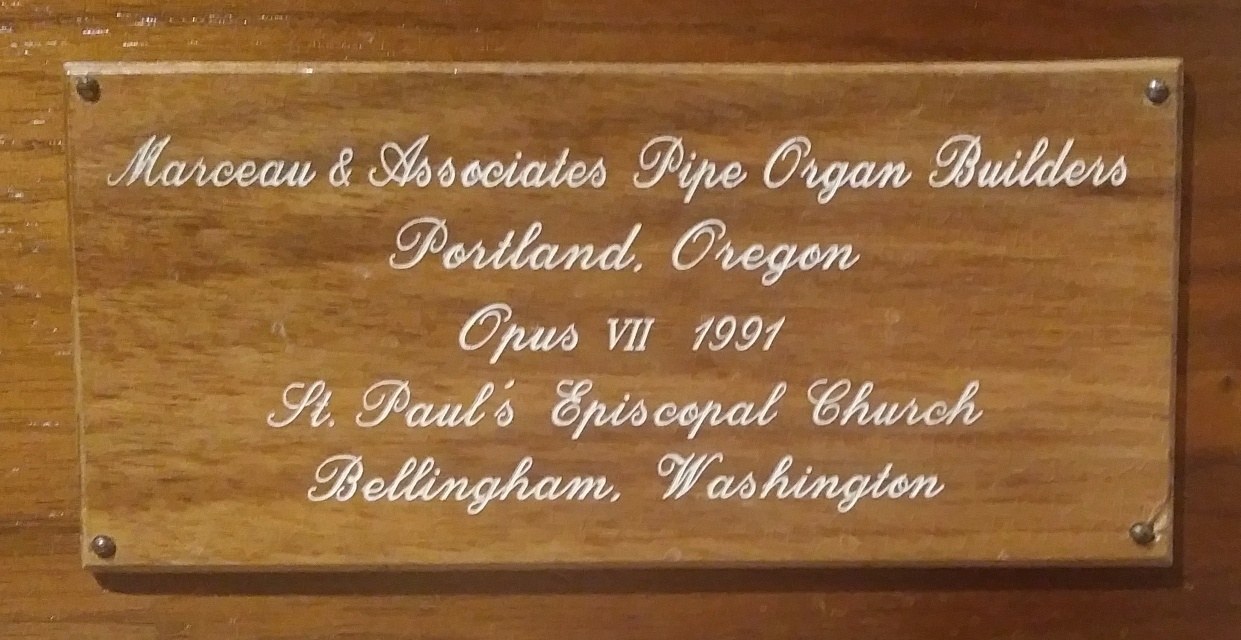 Marceau & Associates Pipe Organ Builders
Portland, Oregon
Opus VII 1991
St. Paul's Episcopal Church
Bellingham, Washington